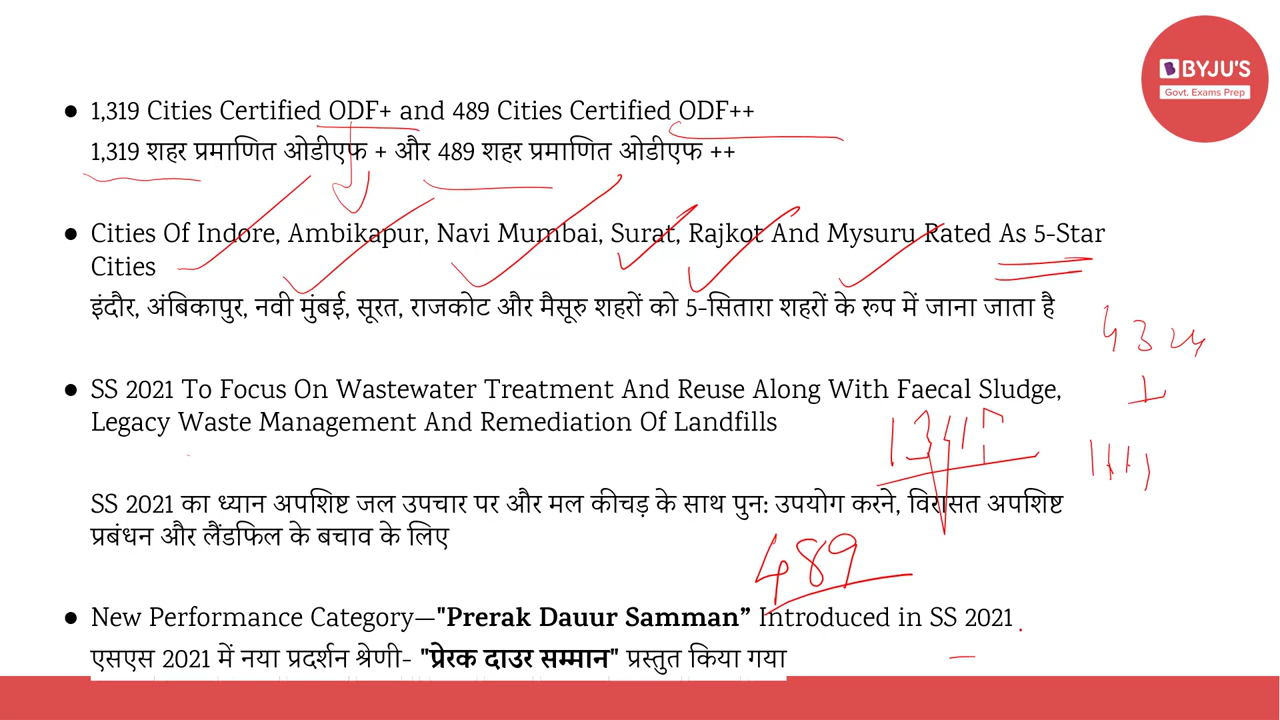 BYJU'S
Govt. Exams Prep
● 1,319 Cities Certified ODF+ and 489 Cities Certified ODF++
1,319 शहर प्रमाणित ओडीएफ + और 489 शहर प्रमाणित ओडीएफ ++
● Cities Of Indore, Ambikapur, Navi Mumbai, Surat, Rajkot And Mysuru Rated As 5-Star
Cities
इंदौर, अंबिकापुर, नवी मुंबई, सूरत, राजकोट और मैसूरु शहरों को 5-सितारा शहरों के रूप में जाना जाता है
● SS 2021 To Focus On Wastewater Treatment And Reuse Along With Faecal Sludge,
Legacy Waste Management And Remediation Of Landfills
SS 2021 का ध्यान अपशिष्ट जल उपचार पर और मल कीचड़ के साथ पुन: उपयोग करने, विरासत अपशिष्ट
प्रबंधन और लैंडफिल के बचाव के लिए
489
● New Performance Category—"Prerak Dauur Samman” Introduced in SS 2021
एसएस 2021 में नया प्रदर्शन श्रेणी- "प्रेरक दाउर सम्मान" प्रस्तुत किया गया